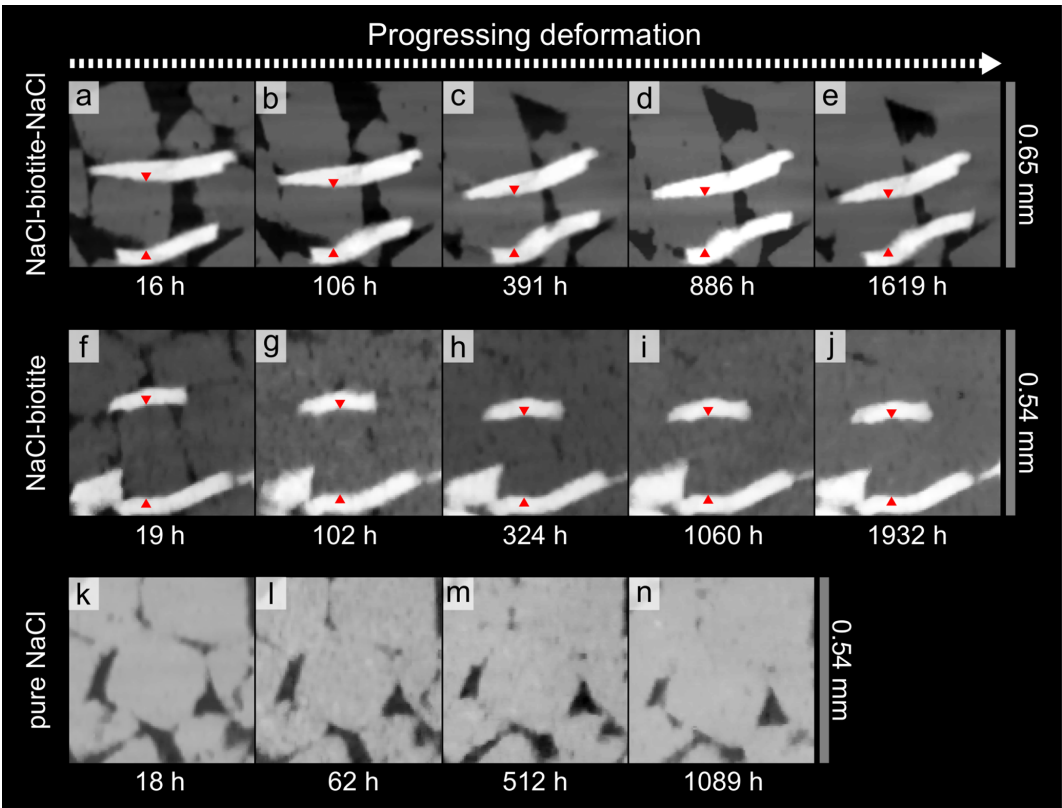 Progressing deformation
NaCl-biotite-NaCl
a b c d e
0.65 mm
16 h 106 h 391 h 886 h 1619 h
NaCl-biotite
f g h i j
0.54 mm
19 h 102 h 324 h 1060 h 1932 h
pure NaCl
k l m n
0.54 mm
18 h 62 h 512 h 1089 h